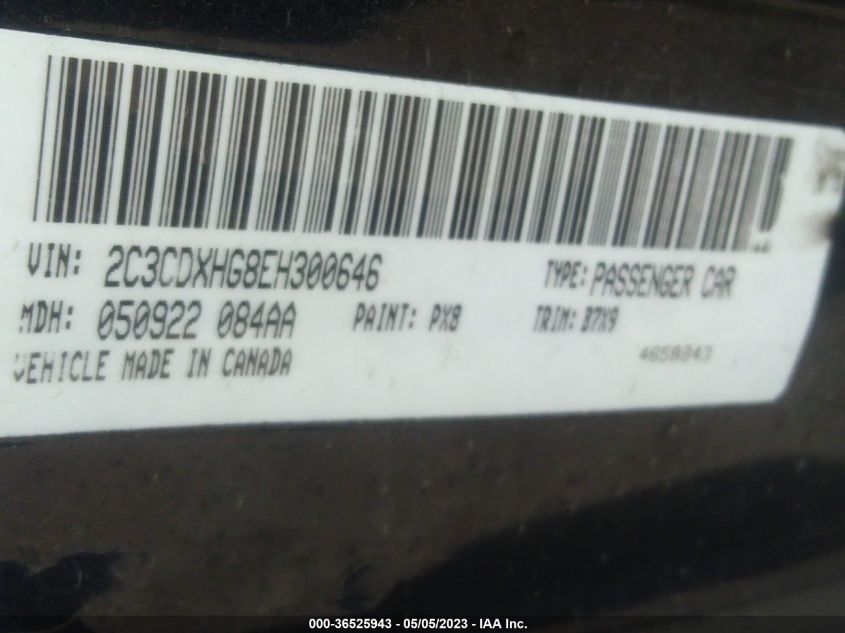 VIN: 2C3CDXHG8EH300646 TYPE: PASSENGER CAR
MDH: 050922 084AA PAINT: PX8 TRIM: B7X9
VEHICLE MADE IN CANADA 4658243
000-36525943 - 05/05/2023 - IAA Inc.